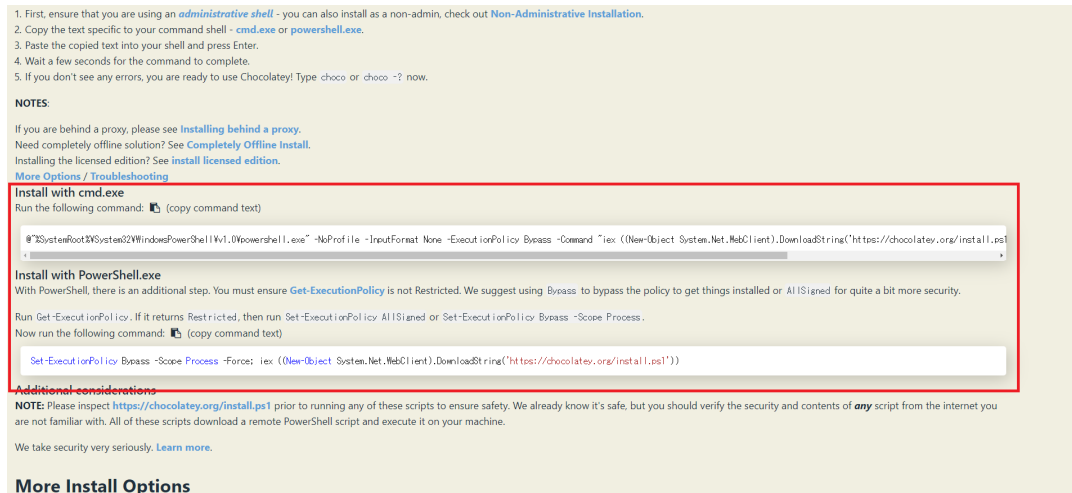 1. First, ensure that you are using an administrative shell - you can also install as a non-admin, check out Non-Administrative Installation.
2. Copy the text specific to your command shell - cmd.exe or powershell.exe.
3. Paste the copied text into your shell and press Enter.
4. Wait a few seconds for the command to complete.
5. If you don't see any errors, you are ready to use Chocolatey! Type choco or choco -? now.
NOTES:
If you are behind a proxy, please see Installing behind a proxy.
Need completely offline solution? See Completely Offline Install.
Installing the licensed edition? See install licensed edition.
More Options / Troubleshooting
Install with cmd.exe
Run the following command: (copy command text)
@"%SystemRoot%¥System32¥WindowsPowerShell¥v1.0¥powershell.exe" -NoProfile -InputFormat None -ExecutionPolicy Bypass -Command "iex ((New-Object System.Net.WebClient).DownloadString('https://chocolatey.org/install.ps1
Install with PowerShell.exe
With PowerShell, there is an additional step. You must ensure Get-ExecutionPolicy is not Restricted. We suggest using Bypass to bypass the policy to get things installed or AllSigned for quite a bit more security.
Run Get-ExecutionPolicy. If it returns Restricted, then run Set-ExecutionPolicy AllSigned or Set-ExecutionPolicy Bypass -Scope Process.
Now run the following command: (copy command text)
Set-ExecutionPolicy Bypass -Scope Process -Force; iex ((New-Object System.Net.WebClient).DownloadString('https://chocolatey.org/install.ps1'))
Additional considerations
NOTE: Please inspect https://chocolatey.org/install.ps1 prior to running any of these scripts to ensure safety. We already know it's safe, but you should verify the security and contents of any script from the internet you
are not familiar with. All of these scripts download a remote PowerShell script and execute it on your machine.
We take security very seriously. Learn more.
More Install Options